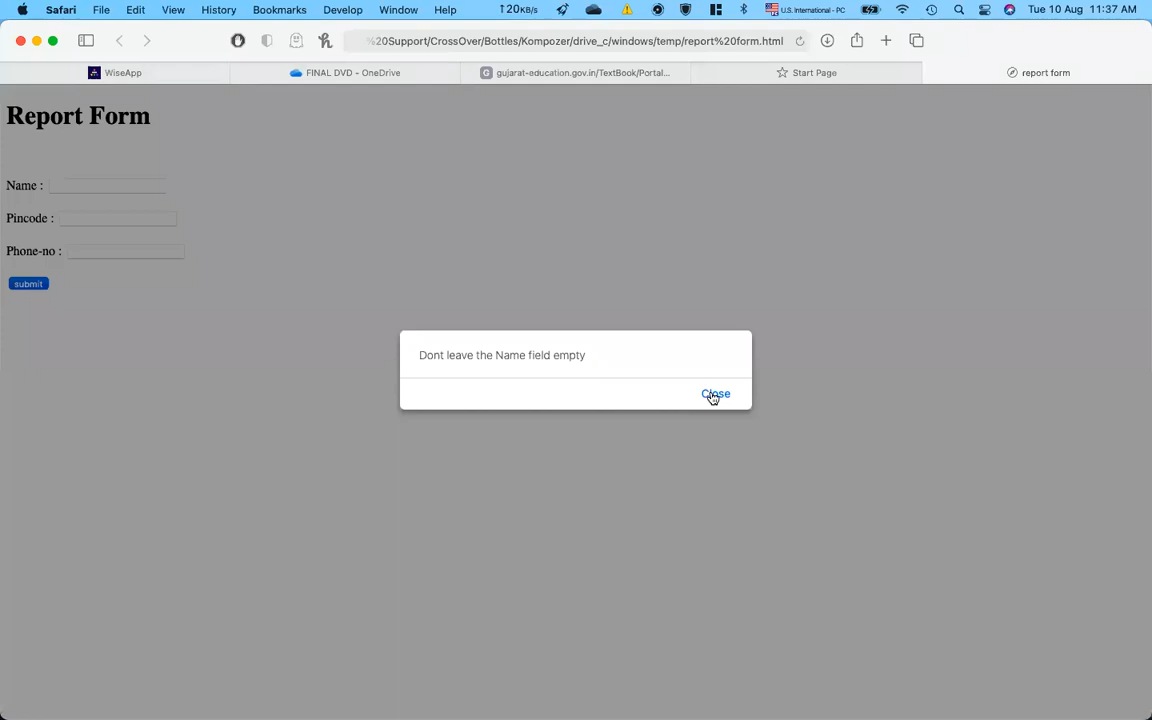 Safari File Edit View History Bookmarks Develop Window Help ↑20KB/s U.S. International - PC Tue 10 Aug 11:37 AM
%20Support/CrossOver/Bottles/Kompozer/drive_c/windows/temp/report%20form.html
WiseApp FINAL DVD - OneDrive G gujarat-education.gov.in/TextBook/Portal... Start Page report form
Report Form
Name :
Pincode :
Phone-no :
submit
Dont leave the Name field empty
Close